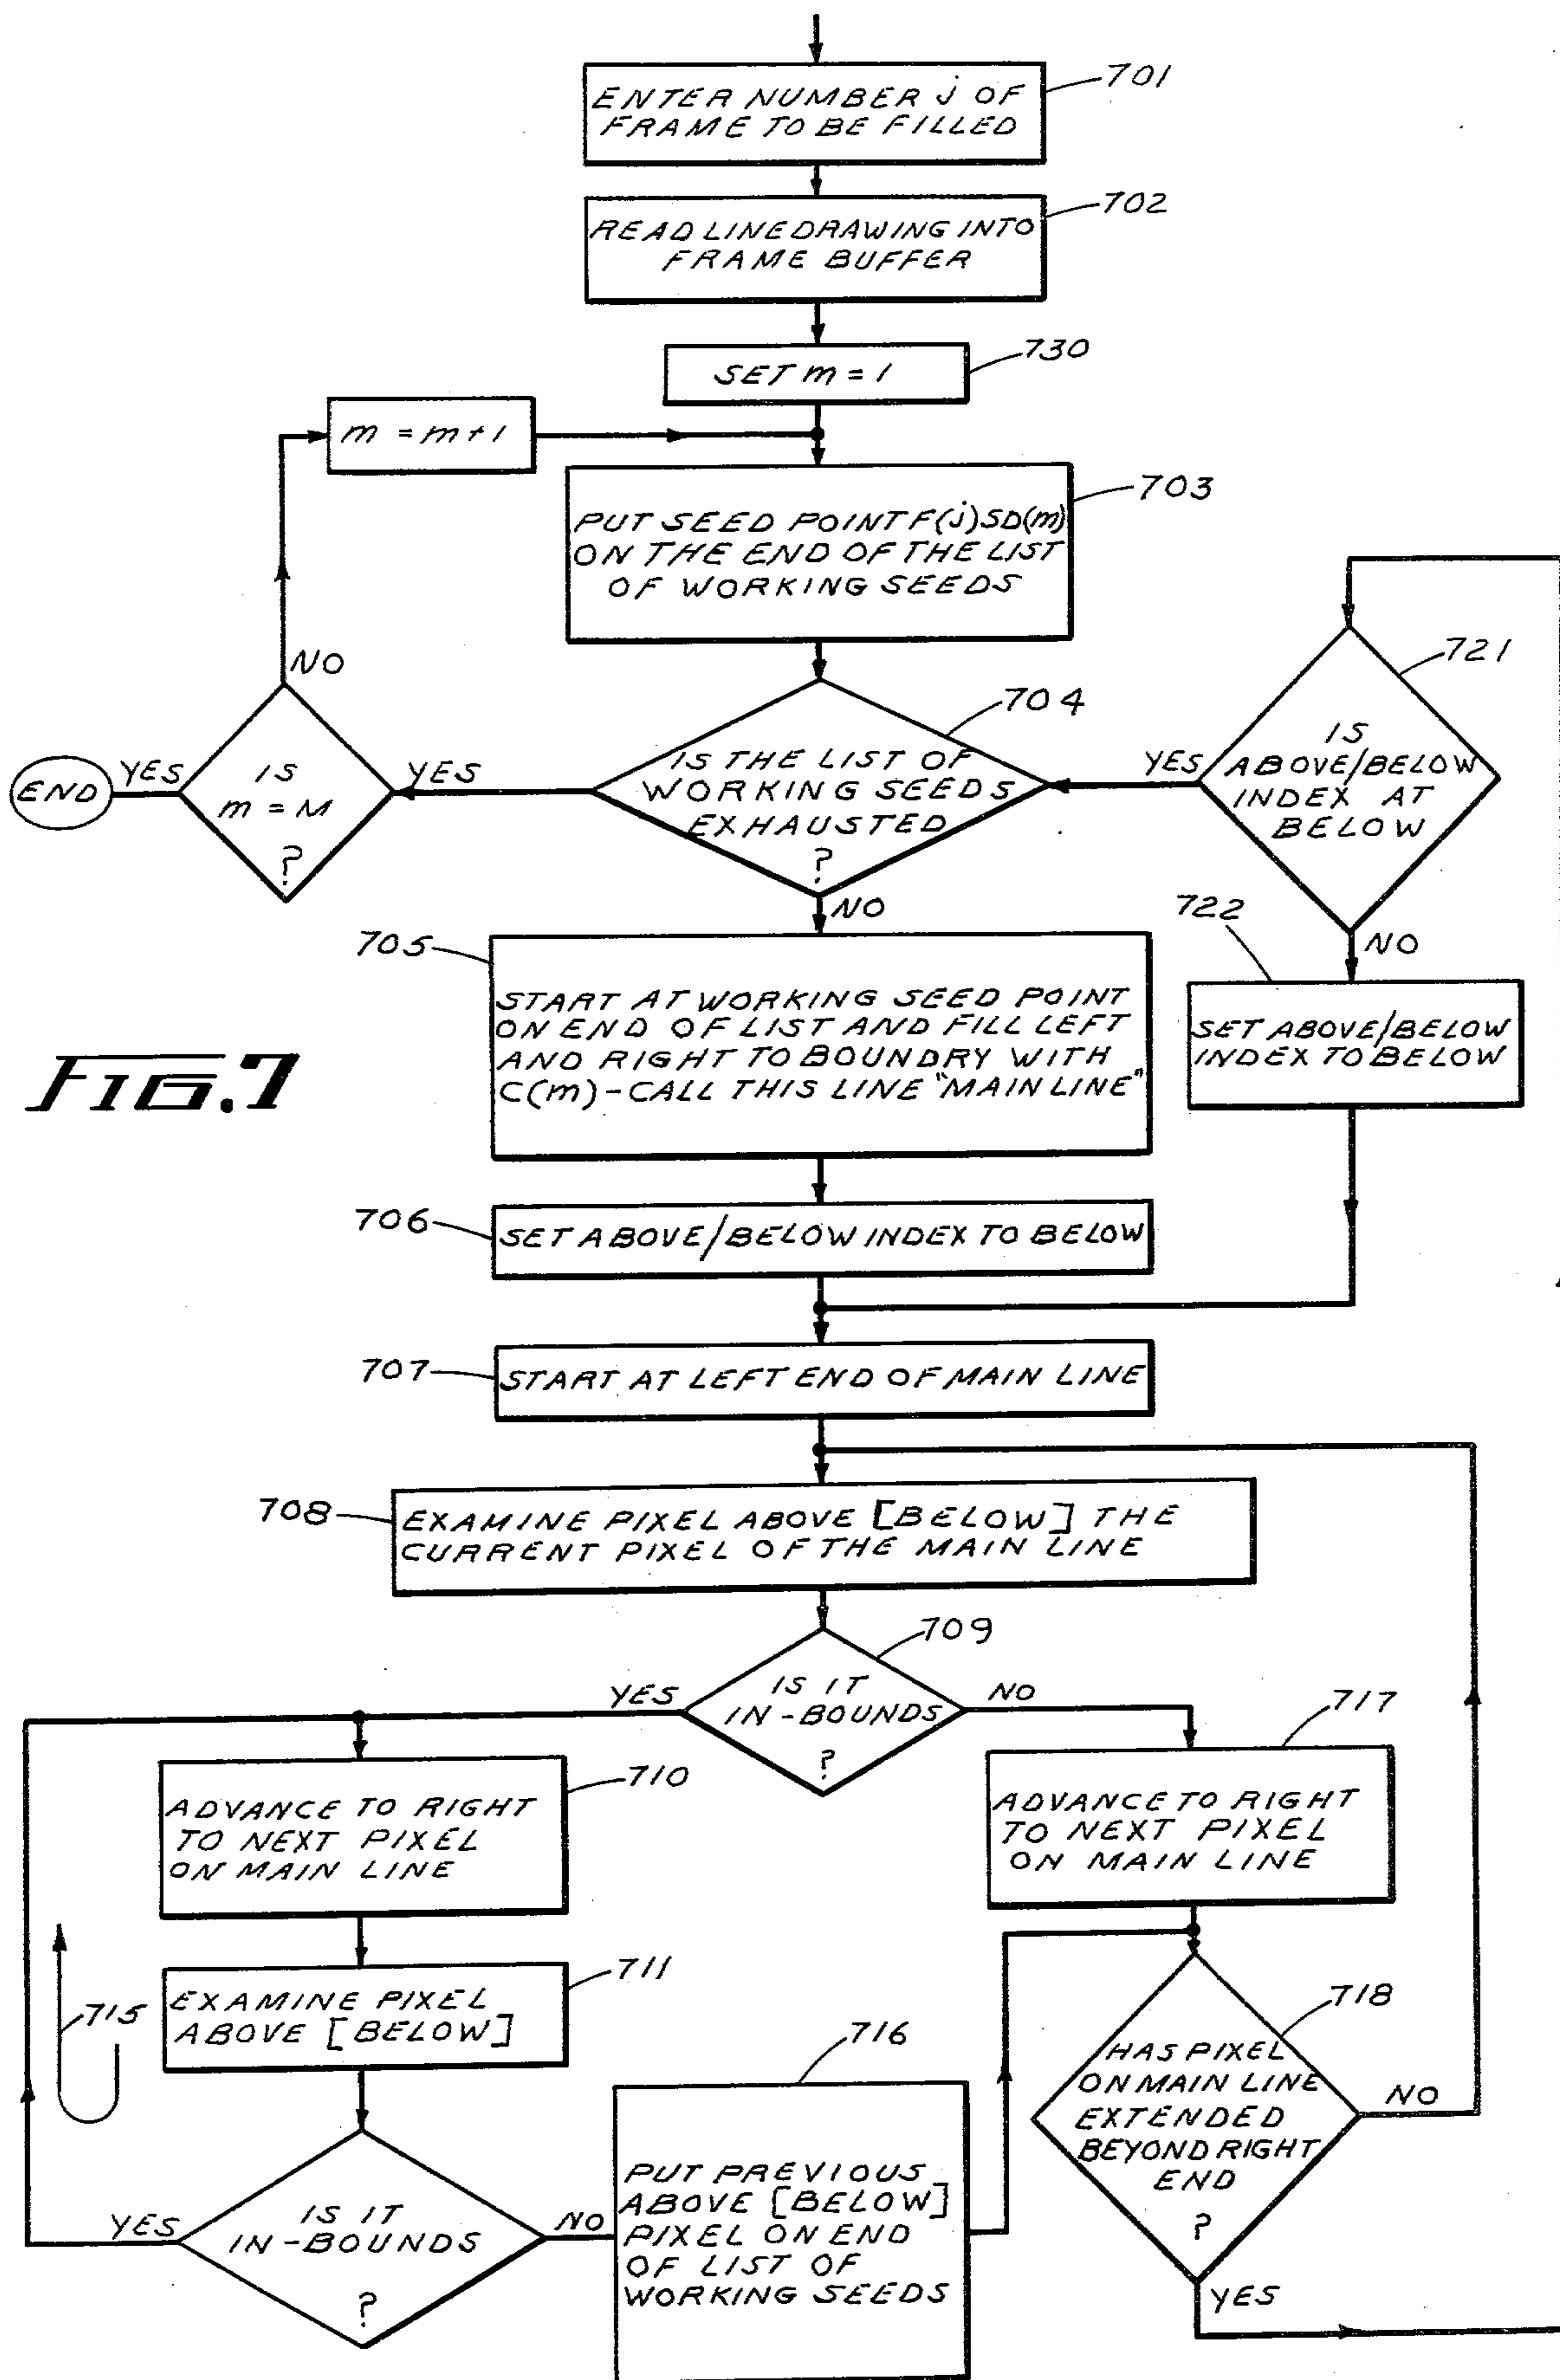 701
ENTER NUMBER j OF
FRAME TO BE FILLED
702
READ LINE DRAWING INTO
FRAME BUFFER
730
SET m = 1
m = m + 1
703
PUT SEED POINT F(j)SD(m)
ON THE END OF THE LIST
OF WORKING SEEDS
NO
704
721
END
YES
IS
m = M
?
YES
IS THE LIST OF
WORKING SEEDS
EXHAUSTED
?
YES
IS
ABOVE/BELOW
INDEX AT
BELOW
NO
722
NO
705
START AT WORKING SEED POINT
ON END OF LIST AND FILL LEFT
AND RIGHT TO BOUNDRY WITH
C(m)-CALL THIS LINE "MAIN LINE"
SET ABOVE/BELOW
INDEX TO BELOW
FIG.7
706
SET ABOVE/BELOW INDEX TO BELOW
707
START AT LEFT END OF MAIN LINE
708
EXAMINE PIXEL ABOVE [BELOW] THE
CURRENT PIXEL OF THE MAIN LINE
709
YES
IS IT
IN-BOUNDS
?
NO
717
710
ADVANCE TO RIGHT
TO NEXT PIXEL
ON MAIN LINE
ADVANCE TO RIGHT
TO NEXT PIXEL
ON MAIN LINE
711
715
EXAMINE PIXEL
ABOVE [BELOW]
716
718
HAS PIXEL
ON MAIN LINE
EXTENDED
BEYOND RIGHT
END
?
NO
YES
IS IT
IN-BOUNDS
?
NO
PUT PREVIOUS
ABOVE [BELOW]
PIXEL ON END
OF LIST OF
WORKING SEEDS
YES